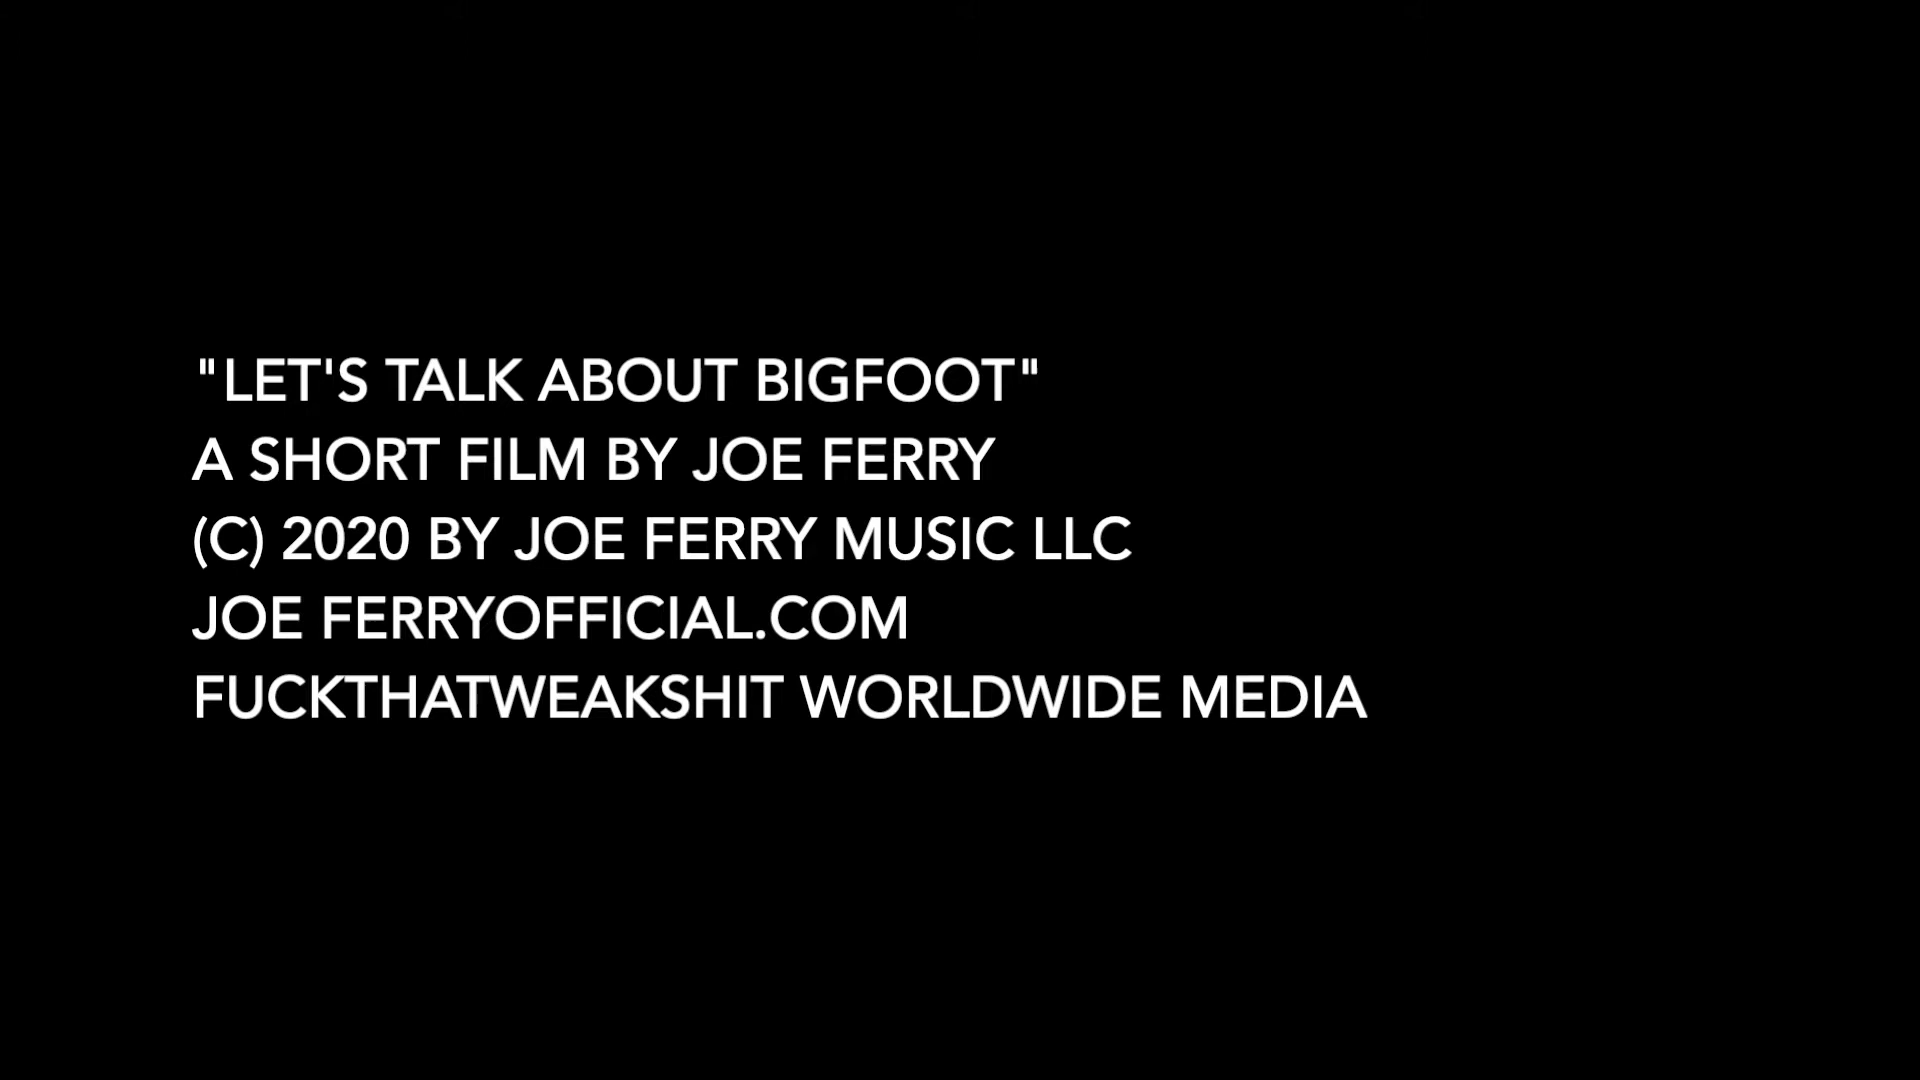 "LET'S TALK ABOUT BIGFOOT"
A SHORT FILM BY JOE FERRY
(C) 2020 BY JOE FERRY MUSIC LLC
JOE FERRYOFFICIAL.COM
FUCKTHATWEAKSHIT WORLDWIDE MEDIA